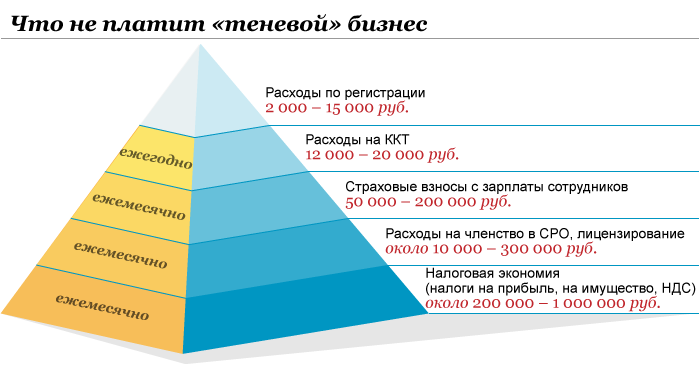 Что не платит «теневой» бизнес
Расходы по регистрации
2 000 – 15 000 руб.
ежегодно
Расходы на ККТ
12 000 – 20 000 руб.
ежемесячно
Страховые взносы с зарплаты сотрудников
50 000 – 200 000 руб.
ежемесячно
Расходы на членство в СРО, лицензирование
около 10 000 – 300 000 руб.
ежемесячно
Налоговая экономия
(налоги на прибыль, на имущество, НДС)
около 200 000 – 1 000 000 руб.